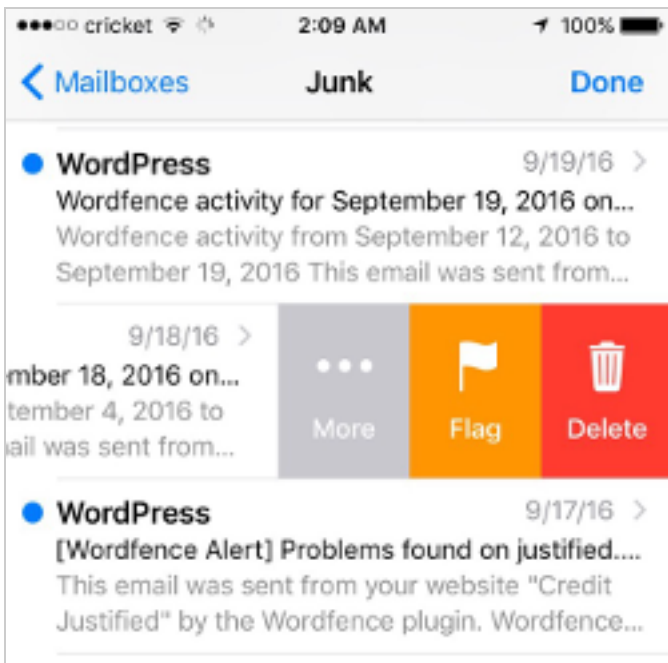 cricket 2:09 AM 100%
Mailboxes Junk Done
WordPress 9/19/16
Wordfence activity for September 19, 2016 on...
Wordfence activity from September 12, 2016 to
September 19, 2016 This email was sent from...
9/18/16
mber 18, 2016 on...
tember 4, 2016 to
ail was sent from...
More Flag Delete
WordPress 9/17/16
[Wordfence Alert] Problems found on justified....
This email was sent from your website "Credit
Justified" by the Wordfence plugin. Wordfence...